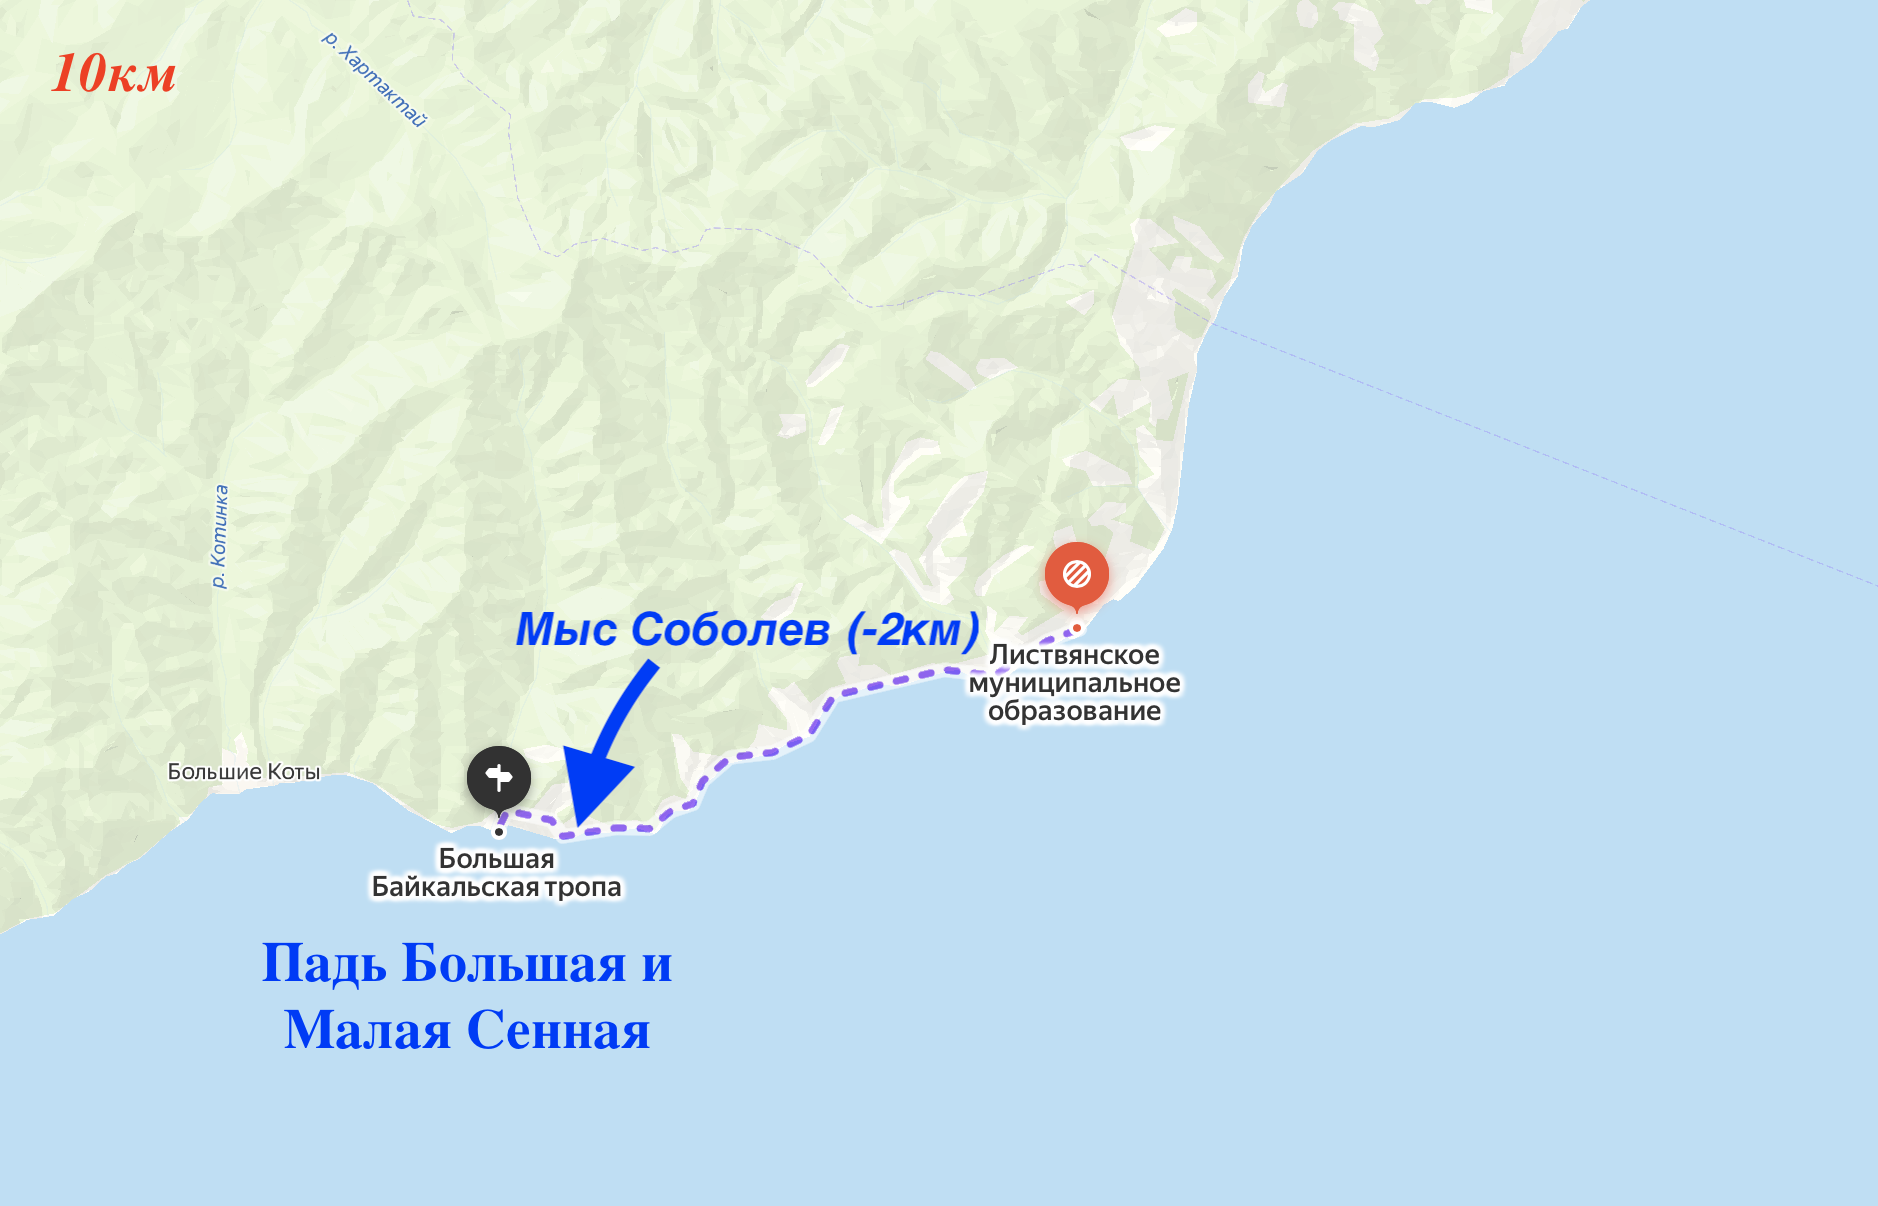 10км
р. Хартактай
р. Котинка
Мыс Соболев (-2км)
Листвянское
муниципальное
образование
Большие Коты
Большая
Байкальская тропа
Падь Большая и
Малая Сенная